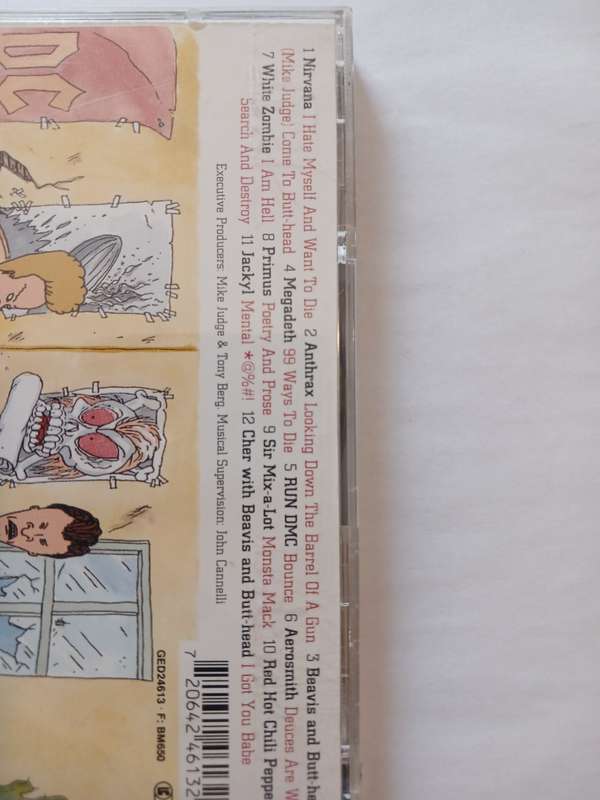 1 Nirvana I Hate Myself And Want To Die 2 Anthrax Looking Down The Barrel Of A Gun 3 Beavis and Butt-he
(Mike Judge) Come To Butt-head 4 Megadeth 99 Ways To Die 5 RUN DMC Bounce 6 Aerosmith Deuces Are W
7 White Zombie I Am Hell 8 Primus Poetry And Prose 9 Sir Mix-a-Lot Monsta Mack 10 Red Hot Chili Peppe
Search And Destroy 11 Jackyl Mental *@%#! 12 Cher with Beavis and Butt-head I Got You Babe
Executive Producers: Mike Judge & Tony Berg. Musical Supervision: John Cannelli
DC
GED24613 · F: BM650
7 20642 46132